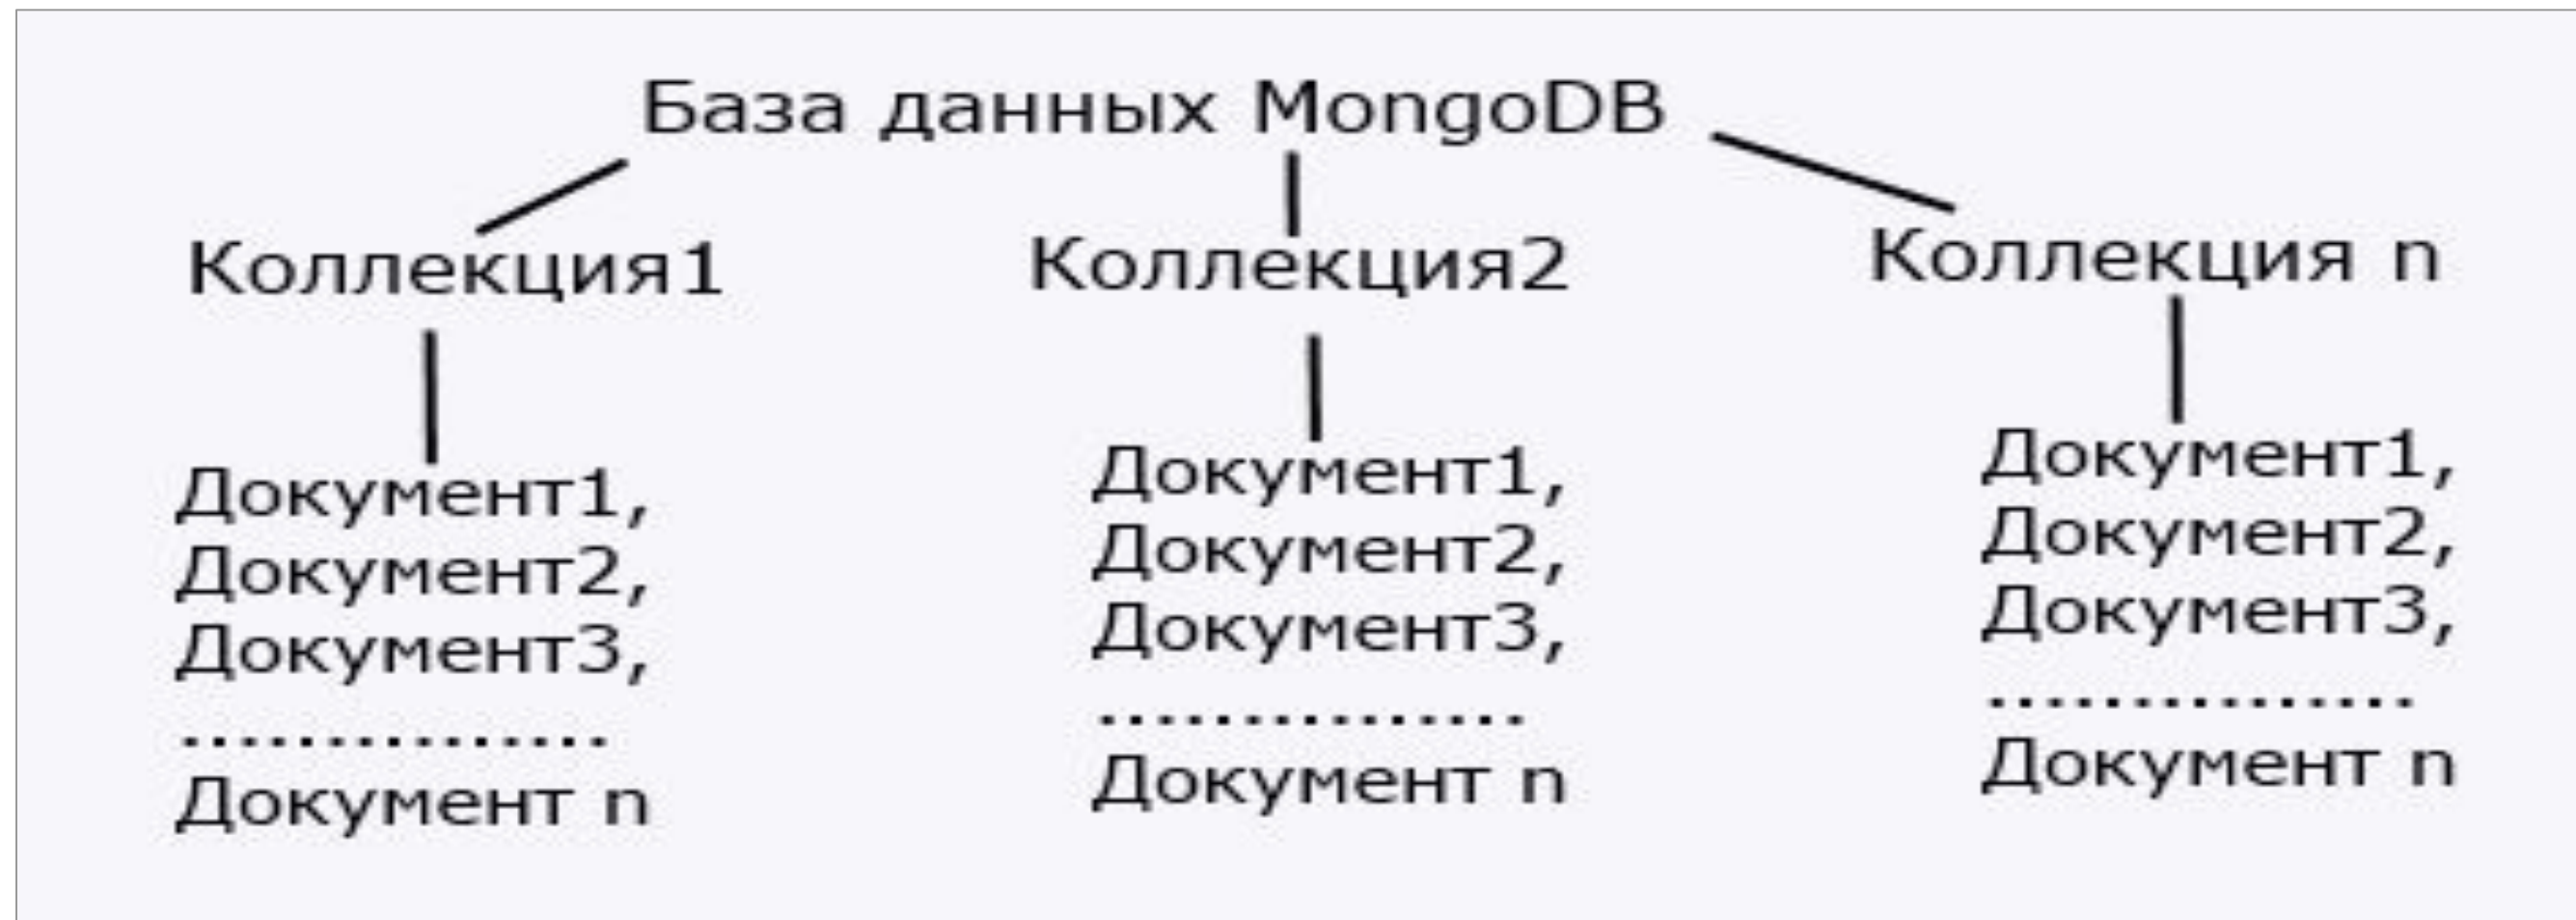 База данных MongoDB
Коллекция1
Коллекция2
Коллекция n
Документ1,
Документ2,
Документ3,
...............
Документ n
Документ1,
Документ2,
Документ3,
...............
Документ n
Документ1,
Документ2,
Документ3,
...............
Документ n